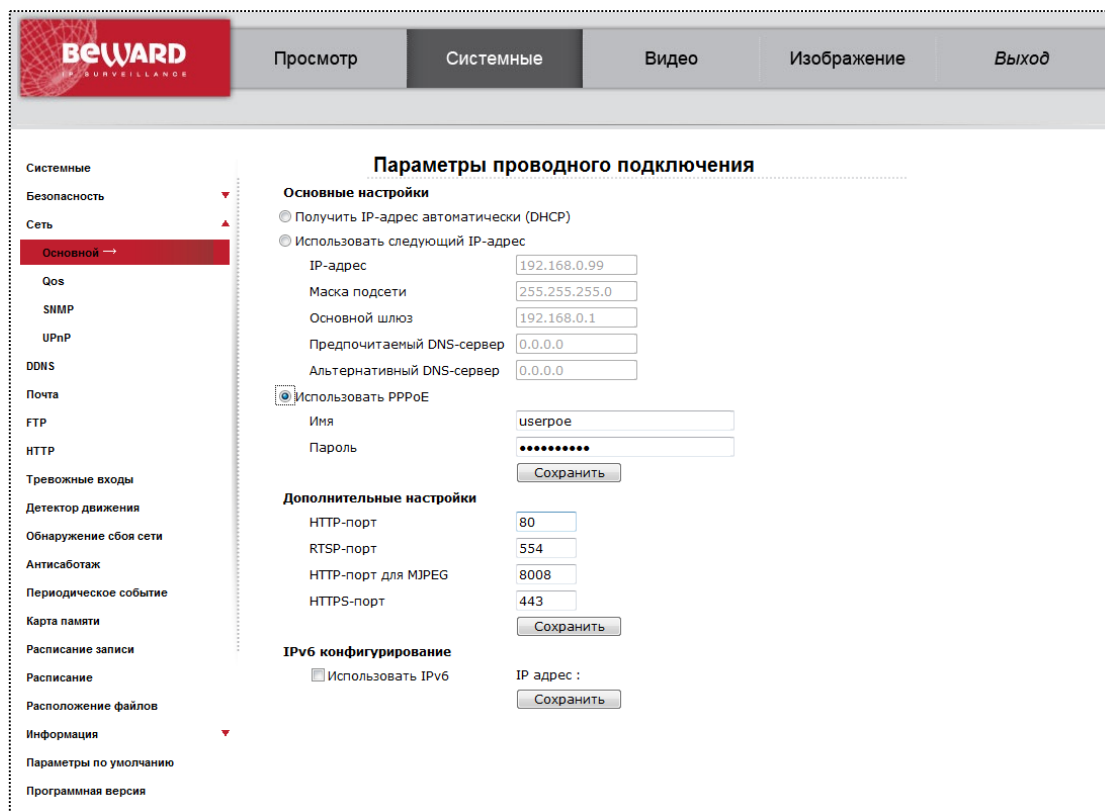 BEWARD
IP SURVEILLANCE
Просмотр
Системные
Видео
Изображение
Выход
Системные
Безопасность
Сеть
Основной →
Qos
SNMP
UPnP
DDNS
Почта
FTP
HTTP
Тревожные входы
Детектор движения
Обнаружение сбоя сети
Антисаботаж
Периодическое событие
Карта памяти
Расписание записи
Расписание
Расположение файлов
Информация
Параметры по умолчанию
Программная версия
Параметры проводного подключения
Основные настройки
Получить IP-адрес автоматически (DHCP)
Использовать следующий IP-адрес
IP-адрес 192.168.0.99
Маска подсети 255.255.255.0
Основной шлюз 192.168.0.1
Предпочитаемый DNS-сервер 0.0.0.0
Альтернативный DNS-сервер 0.0.0.0
Использовать PPPoE
Имя userpoe
Пароль ••••••••••
Сохранить
Дополнительные настройки
HTTP-порт 80
RTSP-порт 554
HTTP-порт для MJPEG 8008
HTTPS-порт 443
Сохранить
IPv6 конфигурирование
Использовать IPv6 IP адрес :
Сохранить